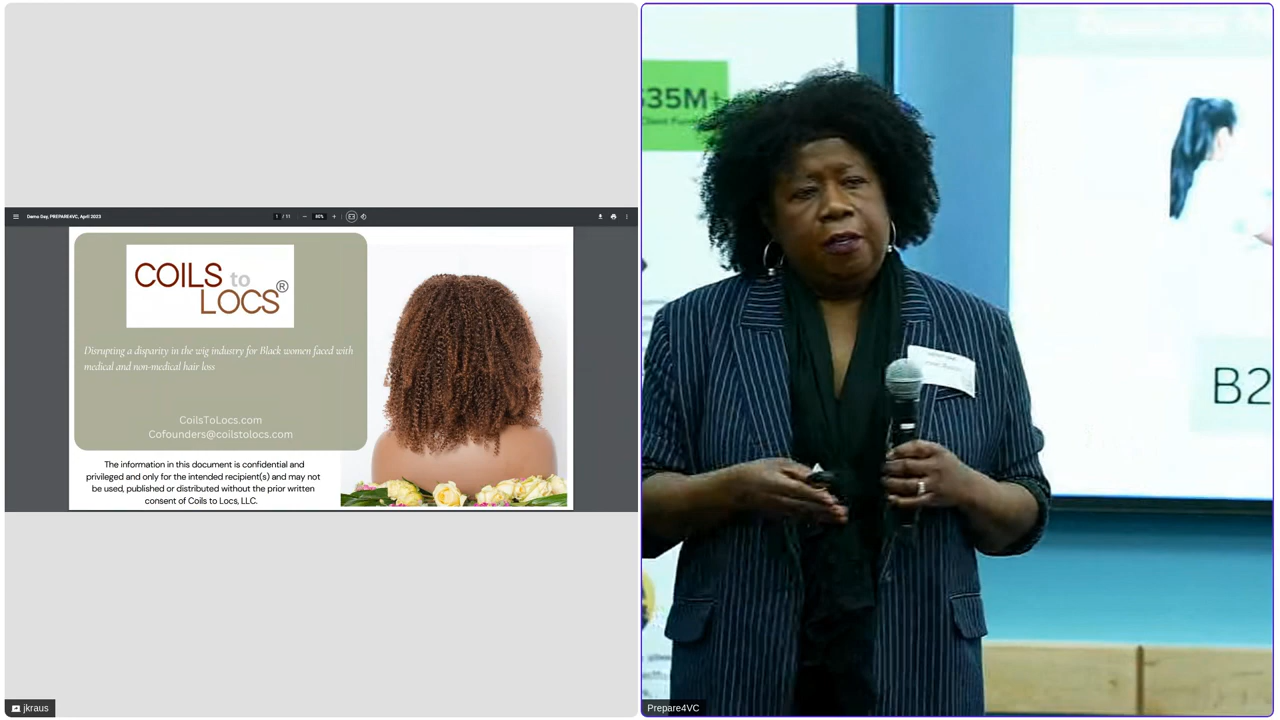 Demo Day, PREPARE4VC, April 2023
1 / 11
80%
COILS to
LOCS®
Disrupting a disparity in the wig industry for Black women faced with
medical and non-medical hair loss
CoilsToLocs.com
Cofounders@coilstolocs.com
The information in this document is confidential and
privileged and only for the intended recipient(s) and may not
be used, published or distributed without the prior written
consent of Coils to Locs, LLC.
jkraus
$35M+
B2
Prepare4VC